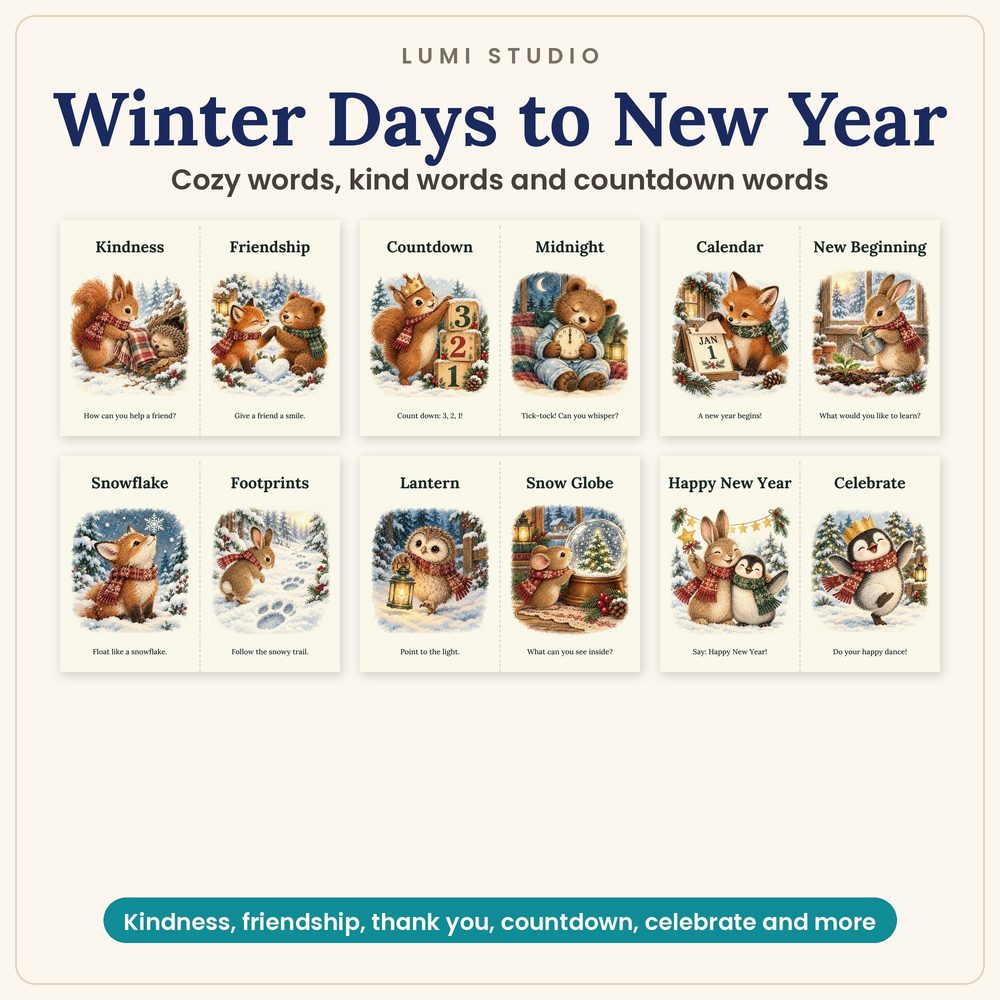 LUMI STUDIO
Winter Days to New Year
Cozy words, kind words and countdown words
Kindness
Friendship
How can you help a friend?
Give a friend a smile.
Countdown
Midnight
3
2
1
Count down: 3, 2, 1!
Tick-tock! Can you whisper?
Calendar
New Beginning
JAN
1
A new year begins!
What would you like to learn?
Snowflake
Footprints
Float like a snowflake.
Follow the snowy trail.
Lantern
Snow Globe
Point to the light.
What can you see inside?
Happy New Year
Celebrate
Say: Happy New Year!
Do your happy dance!
Kindness, friendship, thank you, countdown, celebrate and more